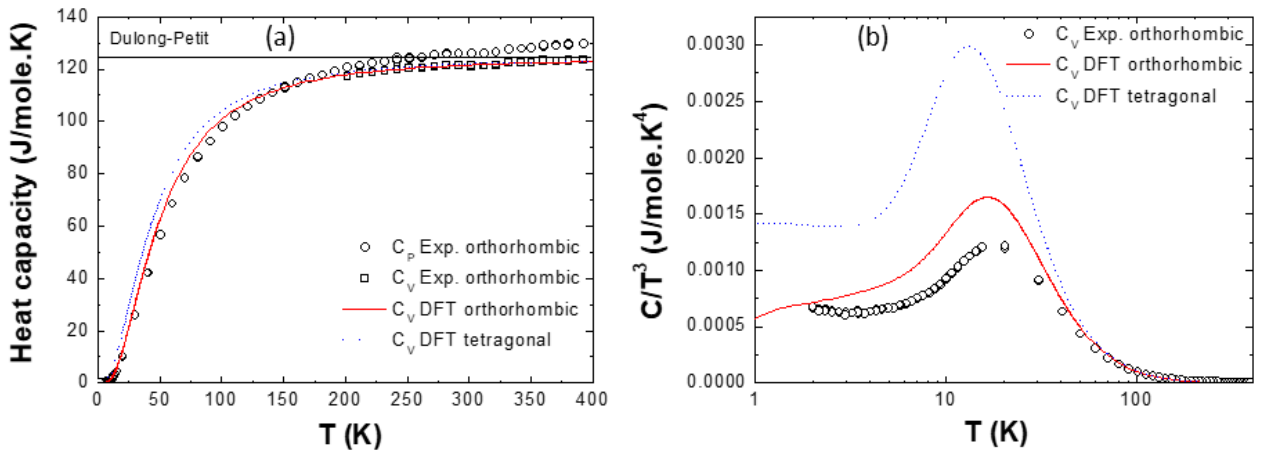 Heat capacity (J/mole.K)
140
120
100
80
60
40
20
0
Dulong-Petit
(a)
C_P Exp. orthorhombic
C_V Exp. orthorhombic
C_V DFT orthorhombic
C_V DFT tetragonal
0 50 100 150 200 250 300 350 400
T (K)
C/T³ (J/mole.K⁴)
0.0030
0.0025
0.0020
0.0015
0.0010
0.0005
0.0000
(b)
C_V Exp. orthorhombic
C_V DFT orthorhombic
C_V DFT tetragonal
1 10 100
T (K)